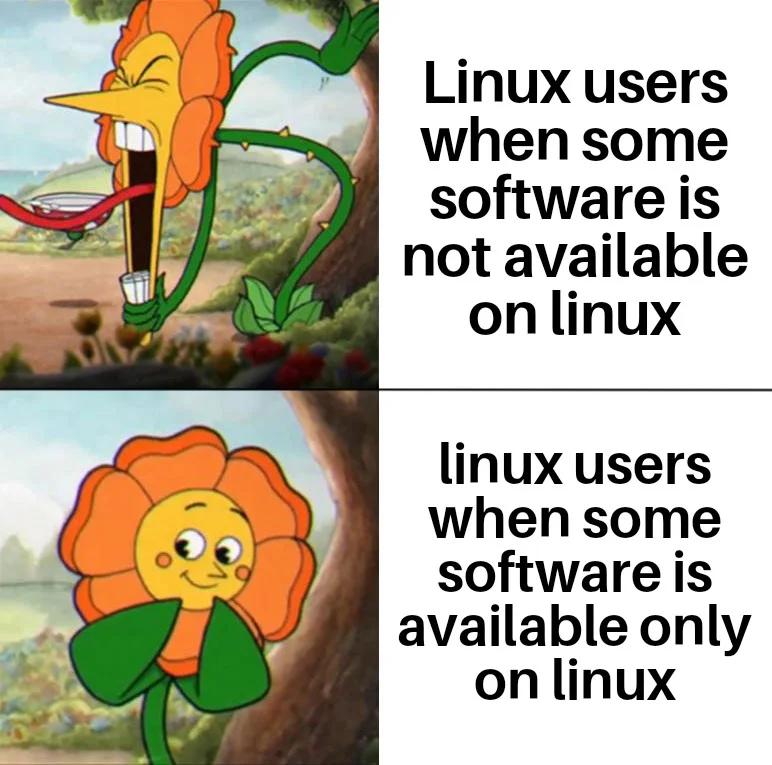 Linux users
when some
software is
not available
on linux
linux users
when some
software is
available only
on linux